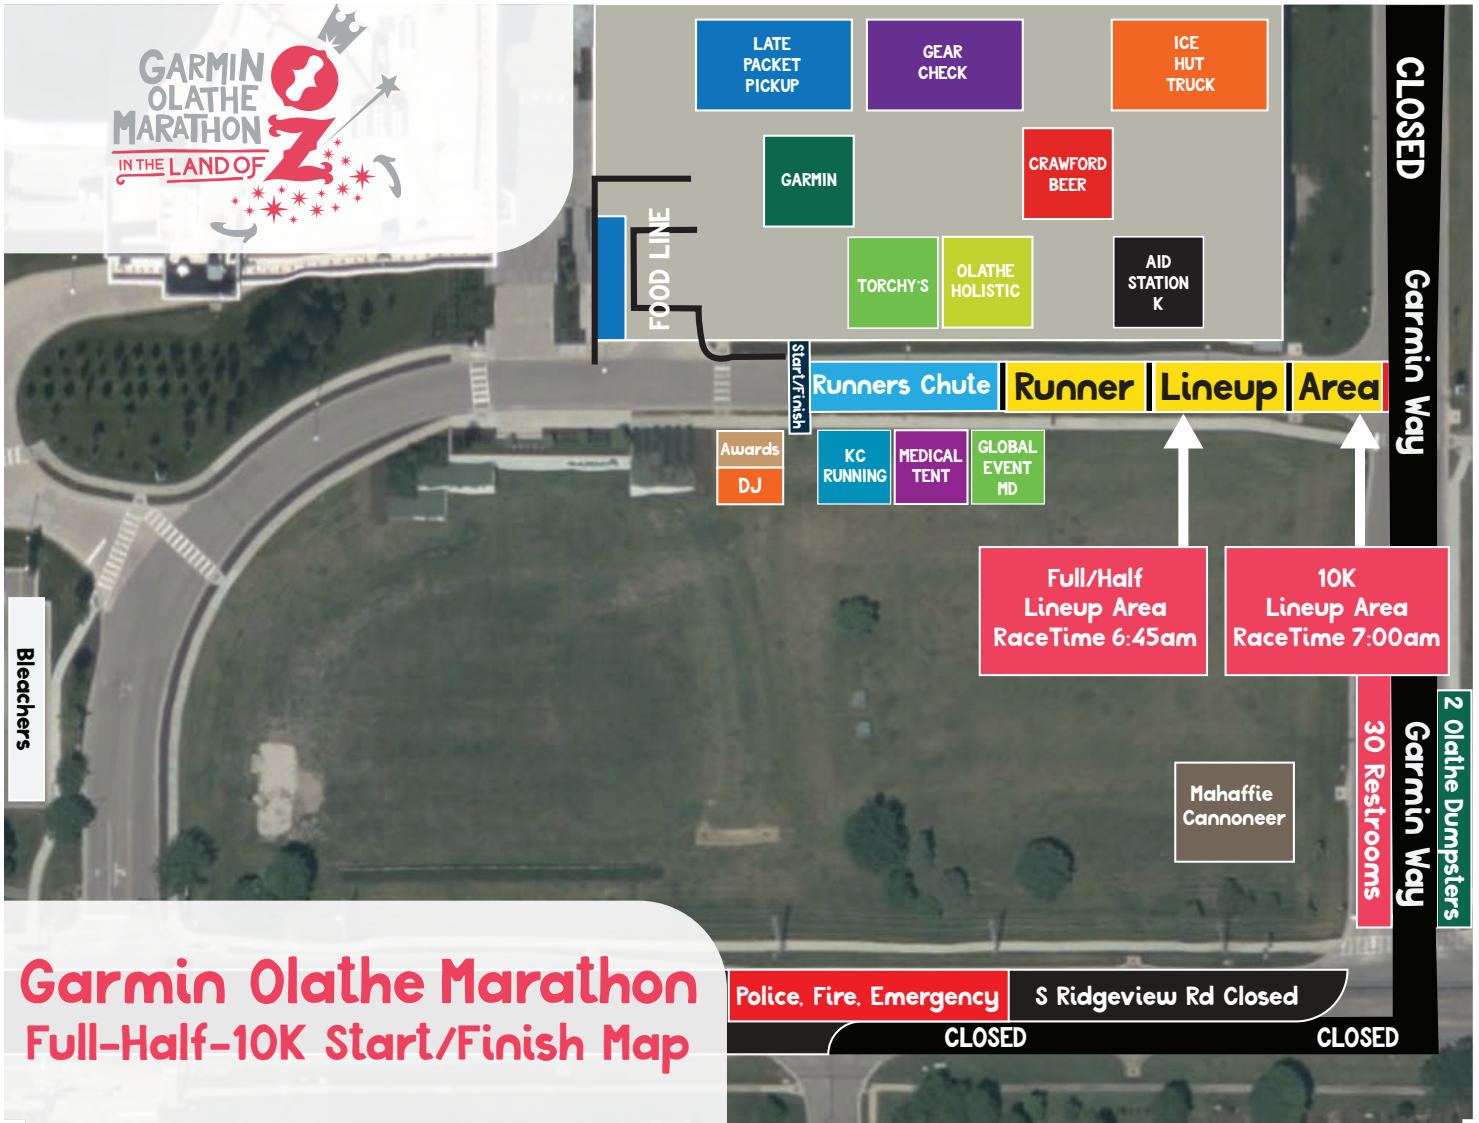 GARMIN
OLATHE
MARATHON
IN THE LAND OF
OZ
LATE
PACKET
PICKUP
GEAR
CHECK
ICE
HUT
TRUCK
GARMIN
CRAWFORD
BEER
FOOD LINE
TORCHY'S
OLATHE
HOLISTIC
AID
STATION
K
CLOSED
Garmin Way
Start/Finish
Runners Chute
Runner
Lineup
Area
Awards
DJ
KC
RUNNING
MEDICAL
TENT
GLOBAL
EVENT
MD
Full/Half
Lineup Area
RaceTime 6:45am
10K
Lineup Area
RaceTime 7:00am
Bleachers
Mahaffie
Cannoneer
30 Restrooms
Garmin Way
2 Olathe Dumpsters
Garmin Olathe Marathon
Full-Half-10K Start/Finish Map
Police, Fire, Emergency
S Ridgeview Rd Closed
CLOSED
CLOSED